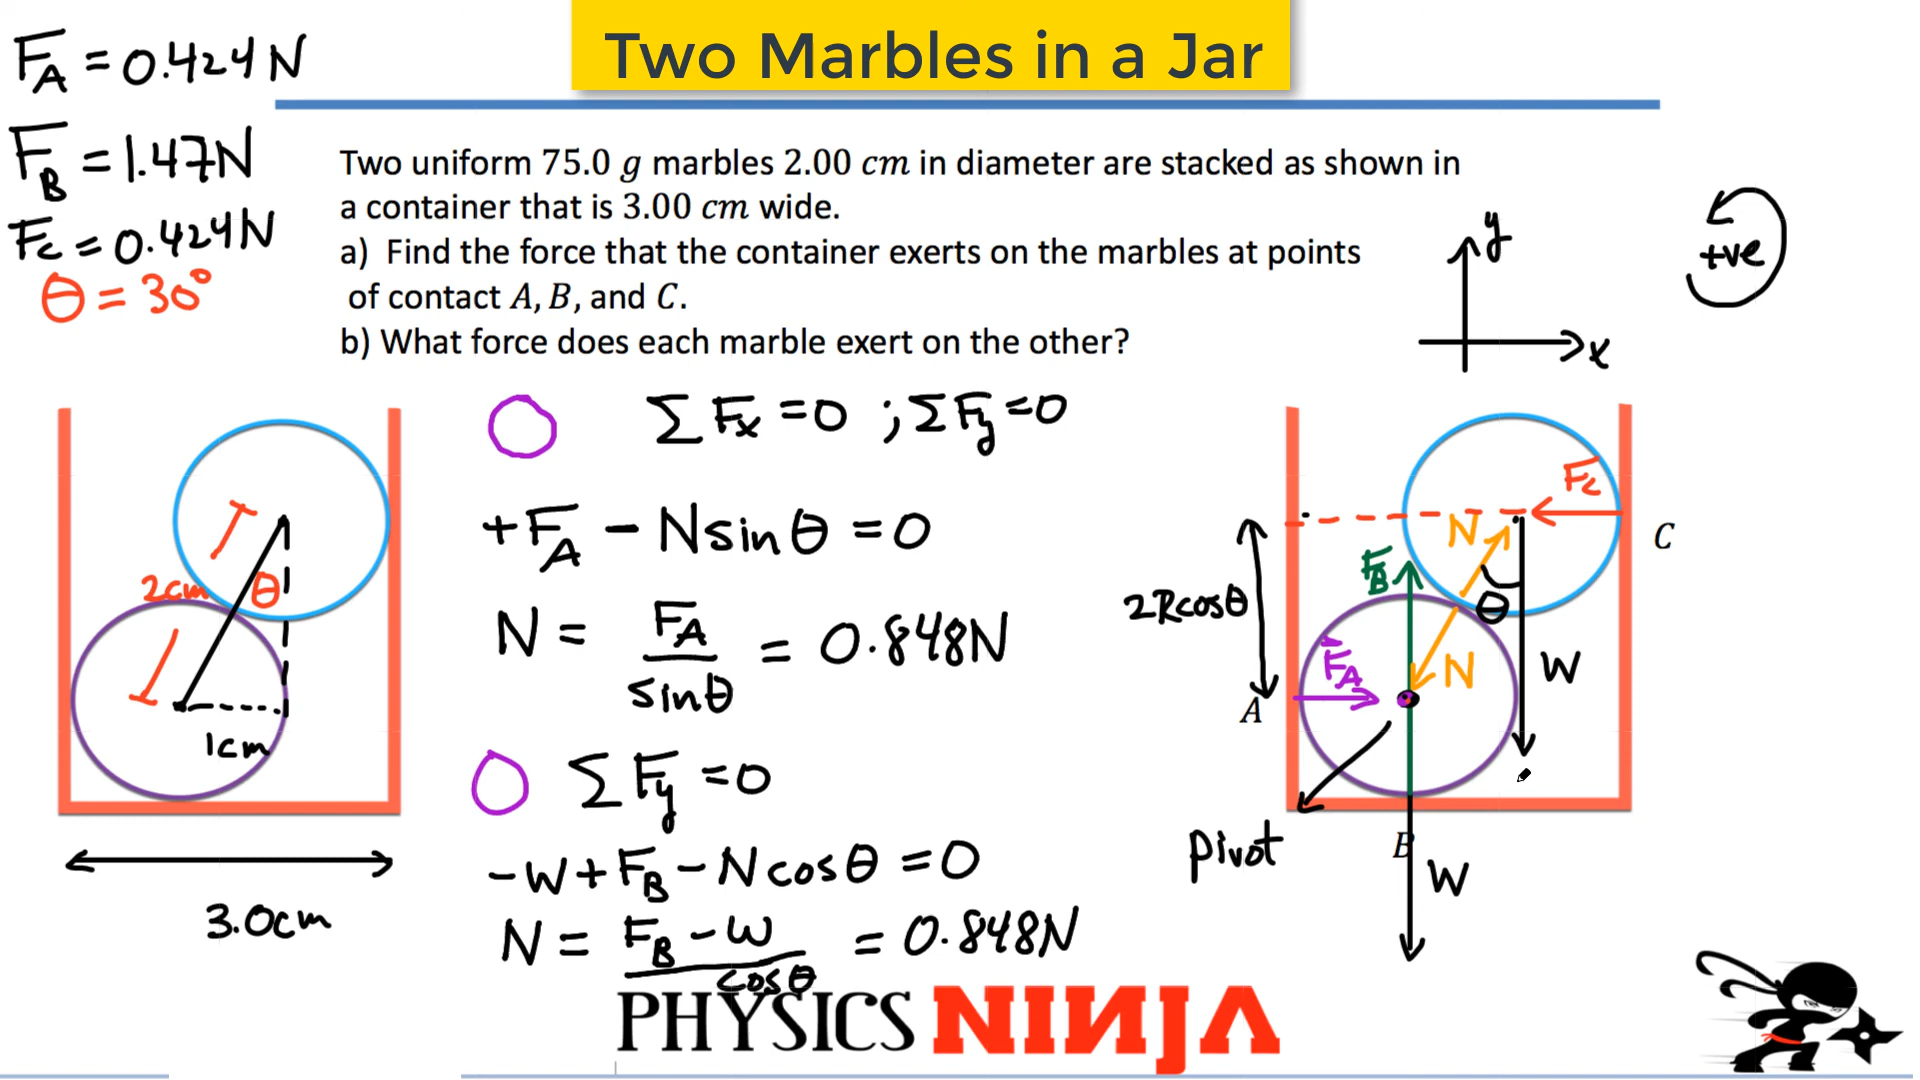 Two Marbles in a Jar
F_A = 0.424N
F_B = 1.47N
F_C = 0.424N
θ = 30°
Two uniform 75.0 g marbles 2.00 cm in diameter are stacked as shown in
a container that is 3.00 cm wide.
a) Find the force that the container exerts on the marbles at points
of contact A, B, and C.
b) What force does each marble exert on the other?
y
x
+ve
2cm
θ
1cm
3.0cm
ΣFx = 0 ; ΣFy = 0
+F_A - N sinθ = 0
N = F_A / sinθ = 0.848N
ΣFy = 0
-W + F_B - N cosθ = 0
N = F_B - W / cosθ = 0.848N
F_C
C
N
F_B
2Rcosθ
θ
F_A
N
W
A
Pivot
B
W
PHYSICS NINJA